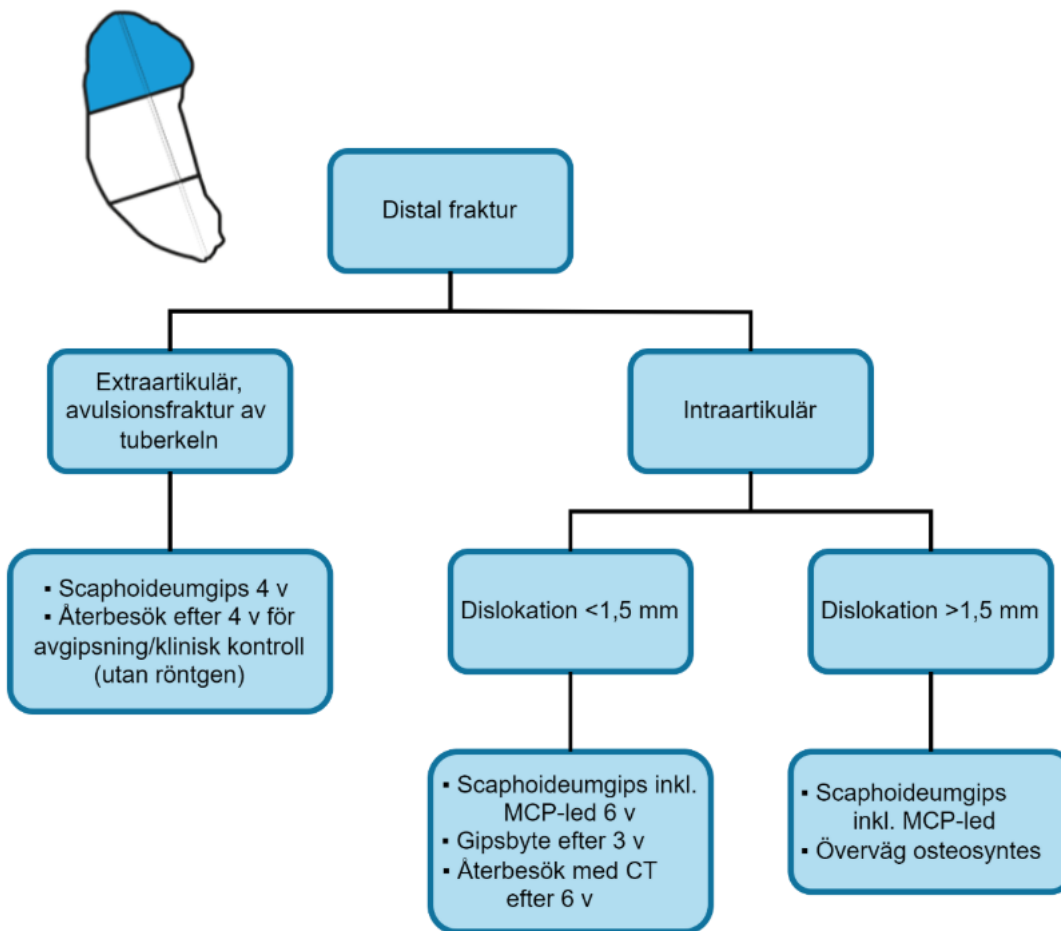 Distal fraktur
Extraartikulär,
avulsionsfraktur av
tuberkeln
Intraartikulär
▪ Scaphoideumgips 4 v
▪ Återbesök efter 4 v för
avgipsning/klinisk kontroll
(utan röntgen)
Dislokation <1,5 mm
Dislokation >1,5 mm
▪ Scaphoideumgips inkl.
MCP-led 6 v
▪ Gipsbyte efter 3 v
▪ Återbesök med CT
efter 6 v
▪ Scaphoideumgips
inkl. MCP-led
▪ Överväg osteosyntes